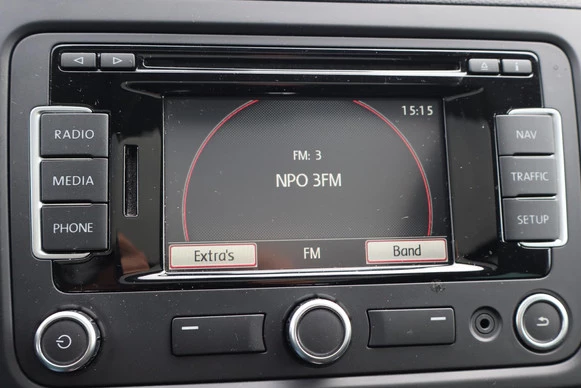 RADIO
MEDIA
PHONE
15:15
FM: 3
NPO 3FM
Extra's
FM
Band
NAV
TRAFFIC
SETUP
i